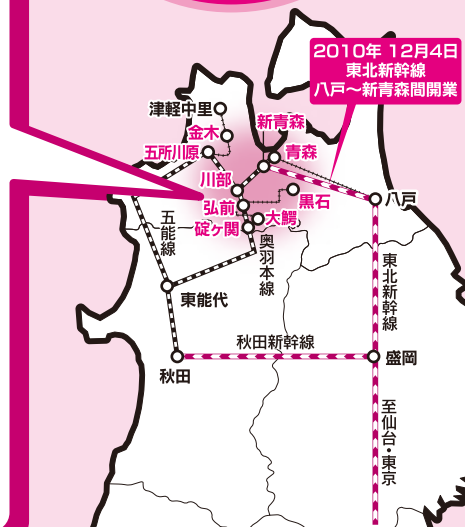 2010年 12月4日
東北新幹線
八戸～新青森間開業
津軽中里
金木
新青森
五所川原
青森
川部
黒石
八戸
弘前
大鰐
碇ヶ関
五能線
奥羽本線
東北新幹線
東能代
秋田新幹線
秋田
盛岡
至仙台・東京